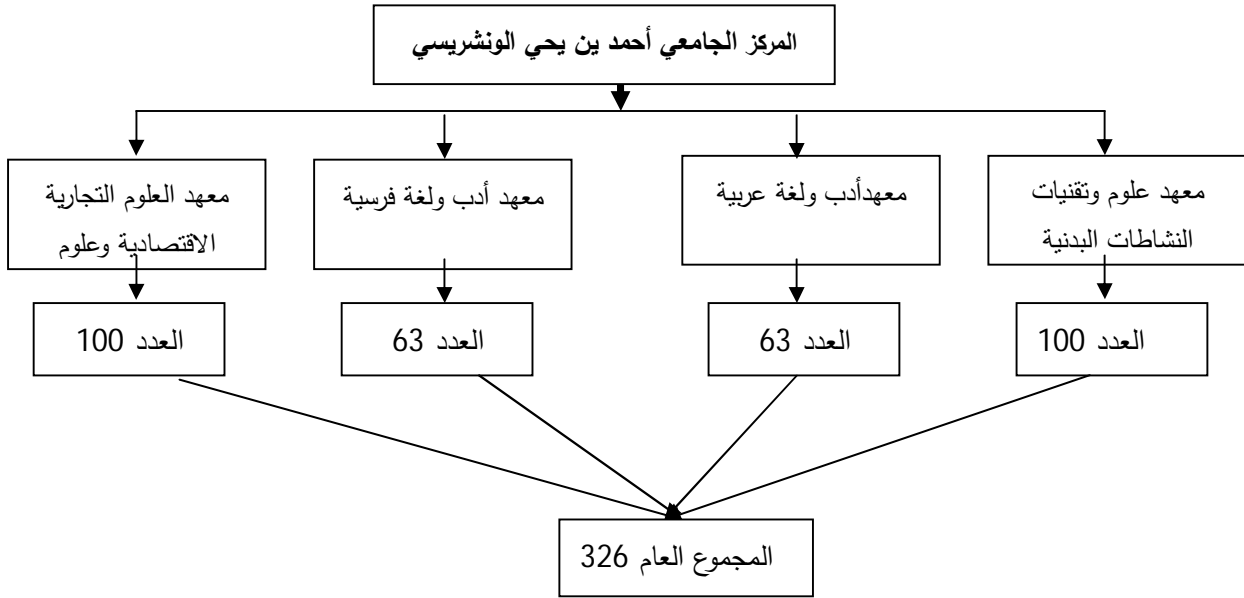 المركز الجامعي أحمد ين يحي الونشريسي
معهد علوم وتقنيات
النشاطات البدنية
معهدأدب ولغة عربية
معهد أدب ولغة فرسية
معهد العلوم التجارية
الاقتصادية وعلوم
العدد 100
العدد 63
العدد 63
العدد 100
المجموع العام 326